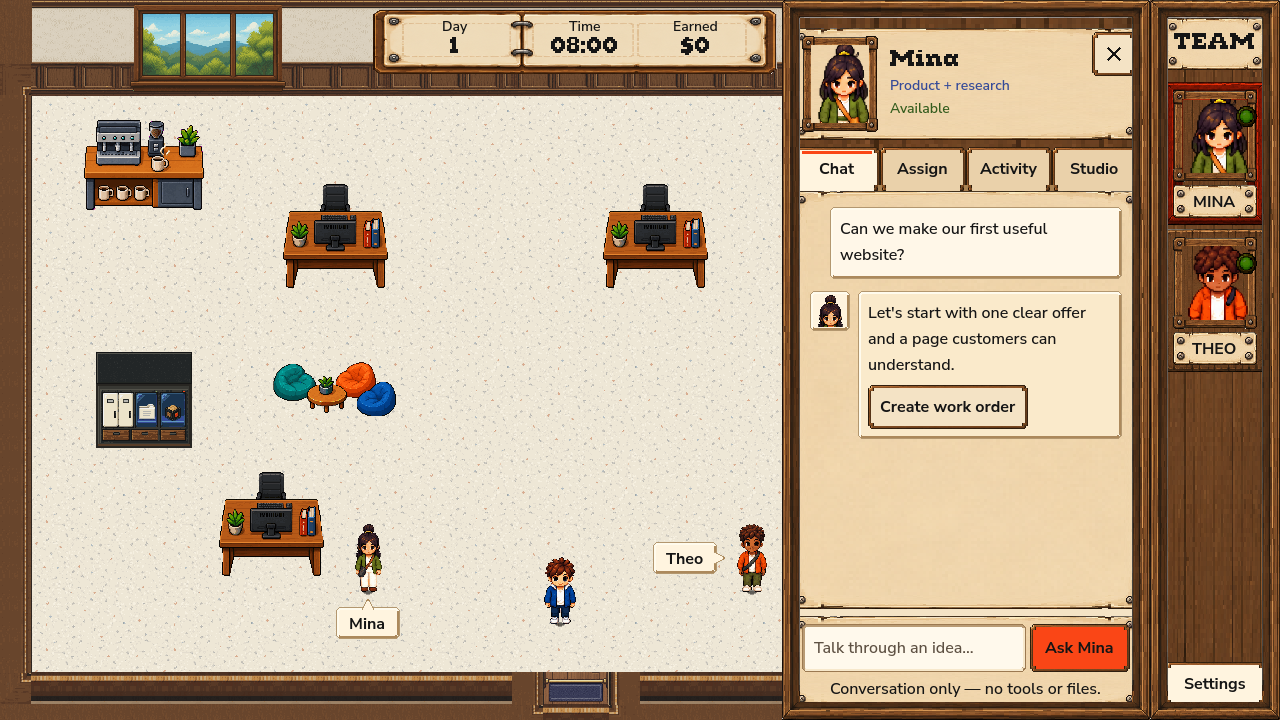 Day
1
Time
08:00
Earned
$0
Mina
Product + research
Available
Chat
Assign
Activity
Studio
Can we make our first useful
website?
Let's start with one clear offer
and a page customers can
understand.
Create work order
Talk through an idea...
Ask Mina
Conversation only — no tools or files.
TEAM
MINA
THEO
Settings
Theo
Mina